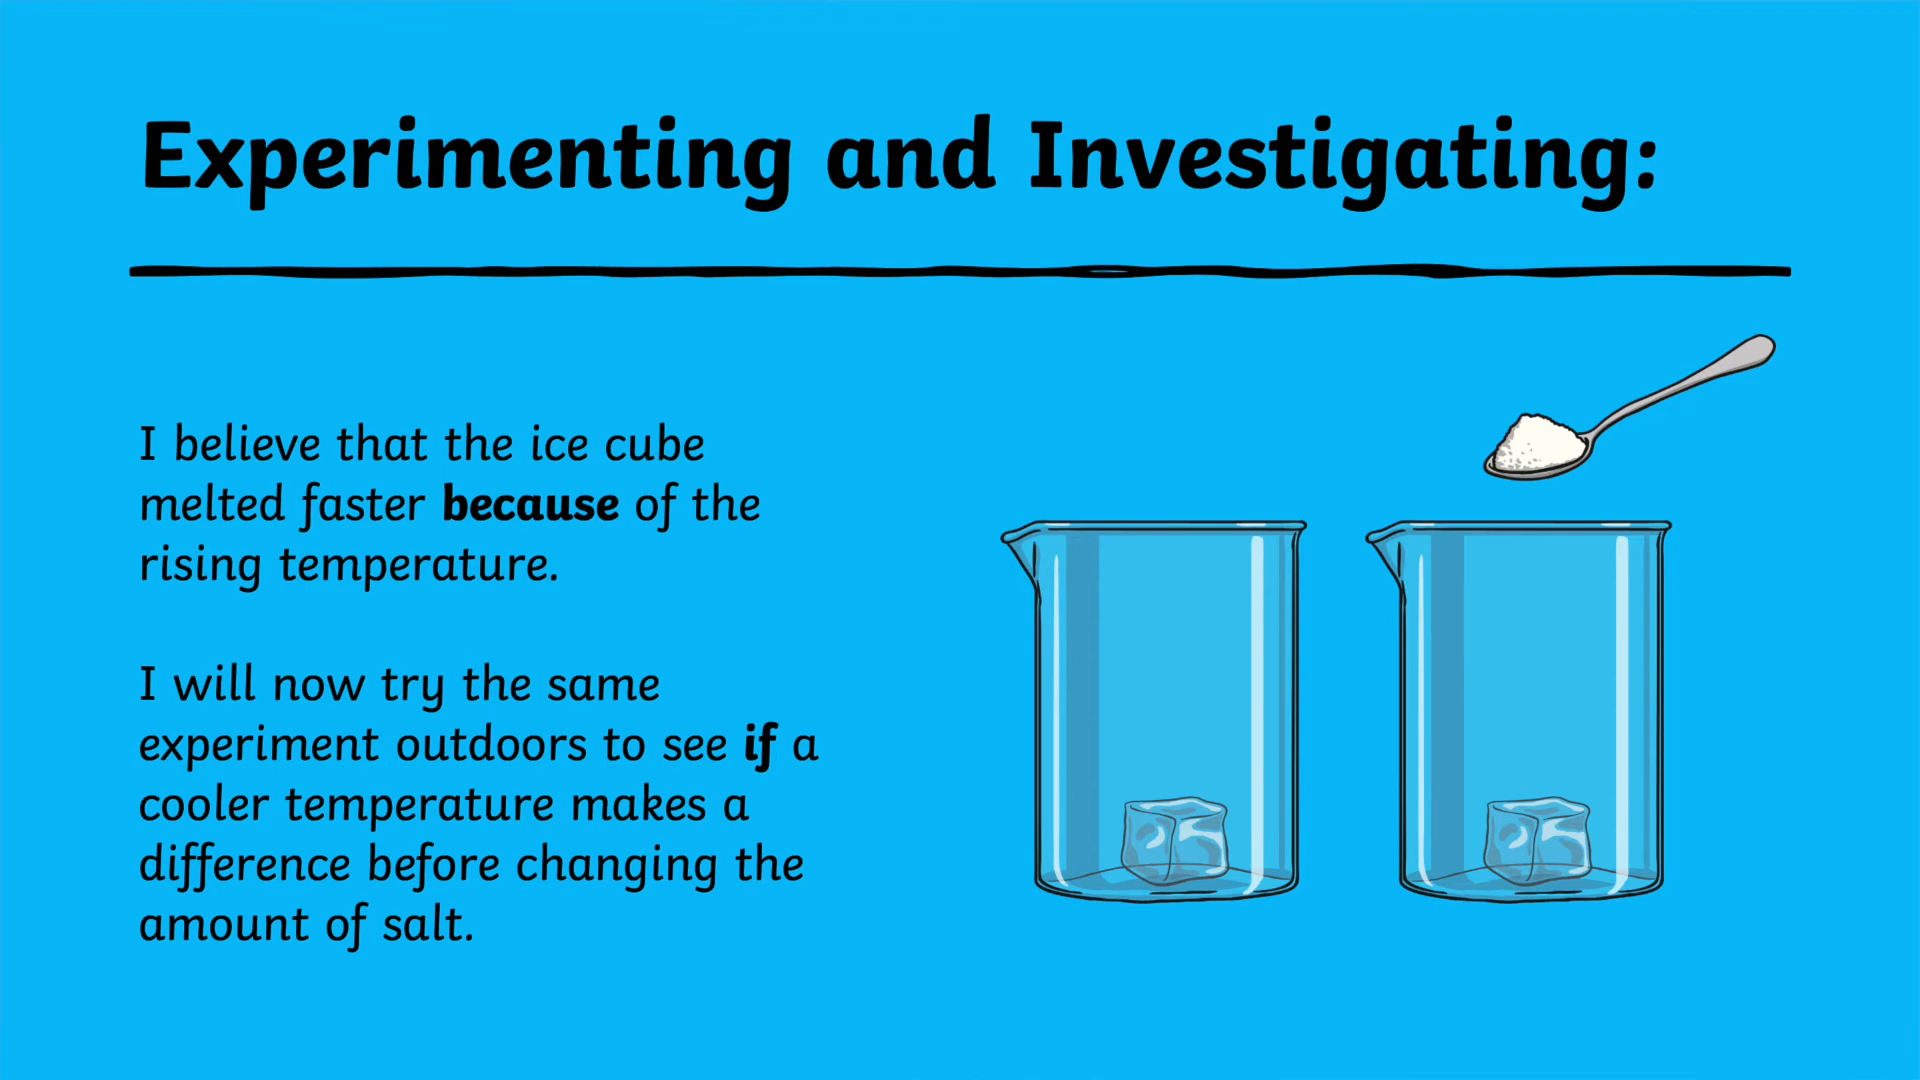 Experimenting and Investigating:
I believe that the ice cube
melted faster because of the
rising temperature.
I will now try the same
experiment outdoors to see if a
cooler temperature makes a
difference before changing the
amount of salt.